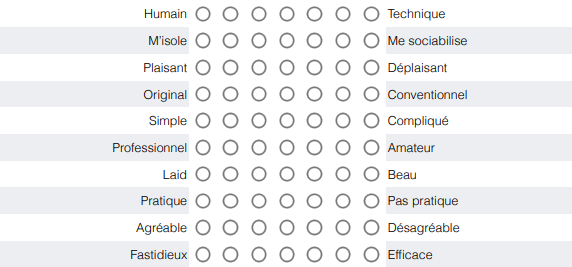 Humain Technique
M'isole Me sociabilise
Plaisant Déplaisant
Original Conventionnel
Simple Compliqué
Professionnel Amateur
Laid Beau
Pratique Pas pratique
Agréable Désagréable
Fastidieux Efficace